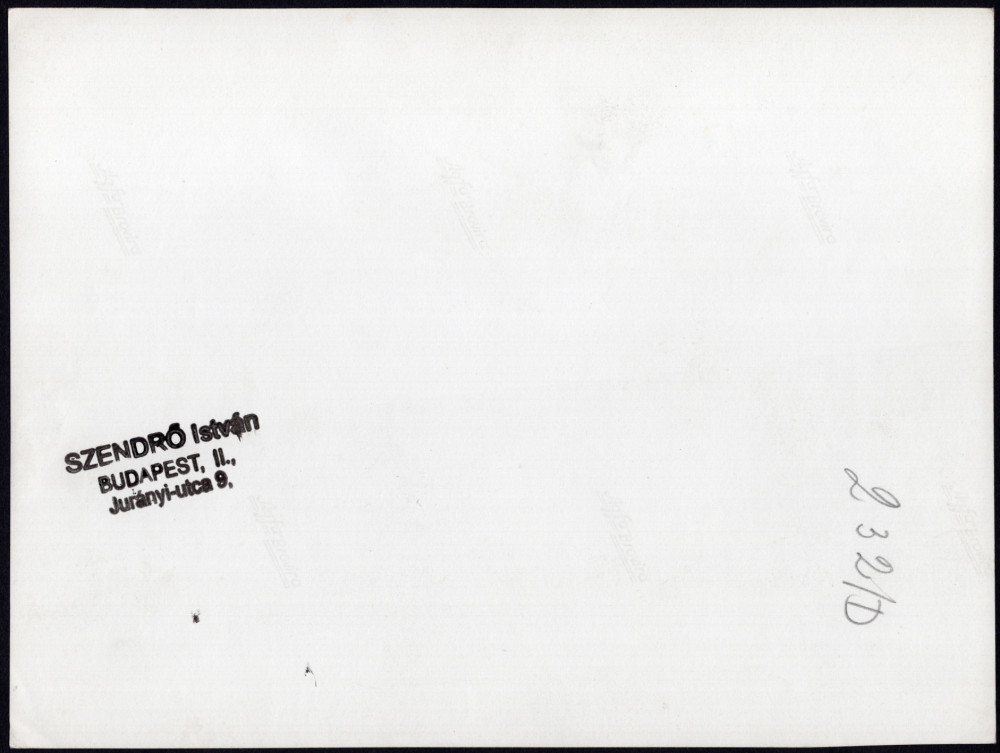 SZENDRŐ István
BUDAPEST, II.,
Jurányi-utca 9.
232/D